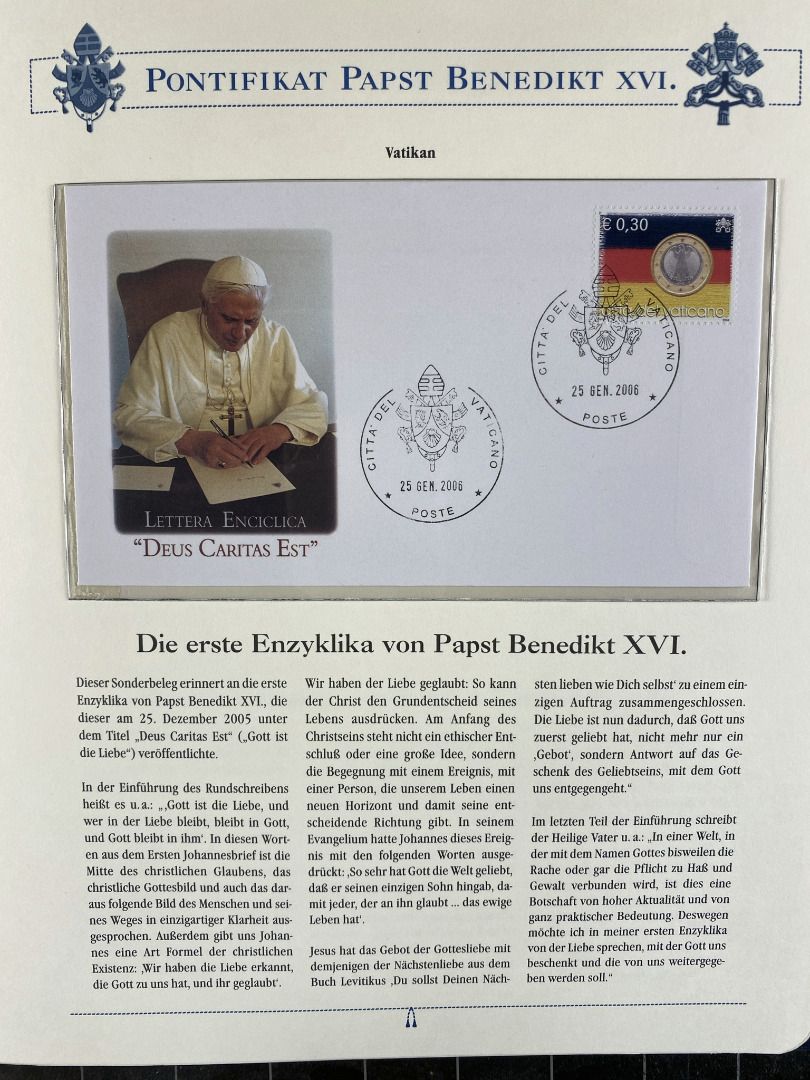 PONTIFIKAT PAPST BENEDIKT XVI.
Vatikan
€ 0,30
CITTA' DEL VATICANO
25 GEN. 2006
POSTE
CITTA' DEL VATICANO
25 GEN. 2006
POSTE
LETTERA ENCICLICA
“DEUS CARITAS EST”
Die erste Enzyklika von Papst Benedikt XVI.
Dieser Sonderbeleg erinnert an die erste
Enzyklika von Papst Benedikt XVI., die
dieser am 25. Dezember 2005 unter
dem Titel „Deus Caritas Est“ („Gott ist
die Liebe“) veröffentlichte.
In der Einführung des Rundschreibens
heißt es u. a.: „‚Gott ist die Liebe, und
wer in der Liebe bleibt, bleibt in Gott,
und Gott bleibt in ihm‘. In diesen Wort-
en aus dem Ersten Johannesbrief ist die
Mitte des christlichen Glaubens, das
christliche Gottesbild und auch das dar-
aus folgende Bild des Menschen und sei-
nes Weges in einzigartiger Klarheit aus-
gesprochen. Außerdem gibt uns Johan-
nes eine Art Formel der christlichen
Existenz: ‚Wir haben die Liebe erkannt,
die Gott zu uns hat, und ihr geglaubt‘.
Wir haben der Liebe geglaubt: So kann
der Christ den Grundentscheid seines
Lebens ausdrücken. Am Anfang des
Christseins steht nicht ein ethischer Ent-
schluß oder eine große Idee, sondern
die Begegnung mit einem Ereignis, mit
einer Person, die unserem Leben einen
neuen Horizont und damit seine ent-
scheidende Richtung gibt. In seinem
Evangelium hatte Johannes dieses Ereig-
nis mit den folgenden Worten ausge-
drückt: ‚So sehr hat Gott die Welt geliebt,
daß er seinen einzigen Sohn hingab, da-
mit jeder, der an ihn glaubt ... das ewige
Leben hat‘.
Jesus hat das Gebot der Gottesliebe mit
demjenigen der Nächstenliebe aus dem
Buch Levitikus ‚Du sollst Deinen Näch-
sten lieben wie Dich selbst‘ zu einem ein-
zigen Auftrag zusammengeschlossen.
Die Liebe ist nun dadurch, daß Gott uns
zuerst geliebt hat, nicht mehr nur ein
‚Gebot‘, sondern Antwort auf das Ge-
schenk des Geliebtseins, mit dem Gott
uns entgegengeht.“
Im letzten Teil der Einführung schreibt
der Heilige Vater u. a.: „In einer Welt, in
der mit dem Namen Gottes bisweilen die
Rache oder gar die Pflicht zu Haß und
Gewalt verbunden wird, ist dies eine
Botschaft von hoher Aktualität und von
ganz praktischer Bedeutung. Deswegen
möchte ich in meiner ersten Enzyklika
von der Liebe sprechen, mit der Gott uns
beschenkt und die von uns weitergege-
ben werden soll.“